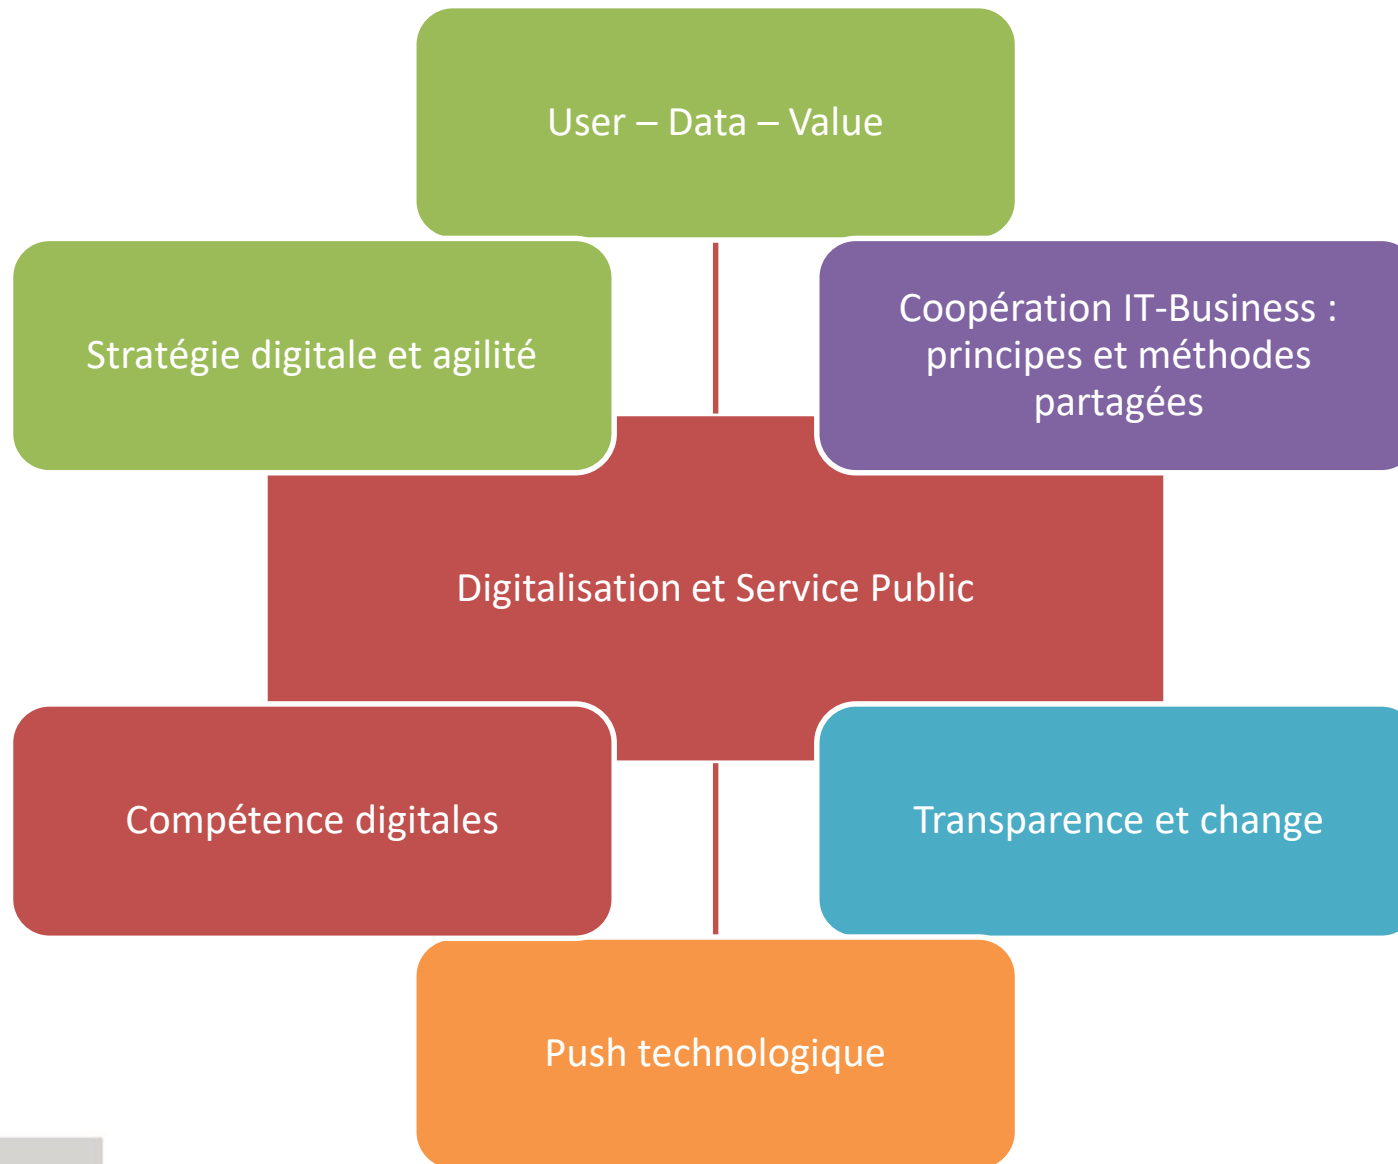 User – Data – Value
Stratégie digitale et agilité
Coopération IT-Business :
principes et méthodes
partagées
Digitalisation et Service Public
Compétence digitales
Transparence et change
Push technologique